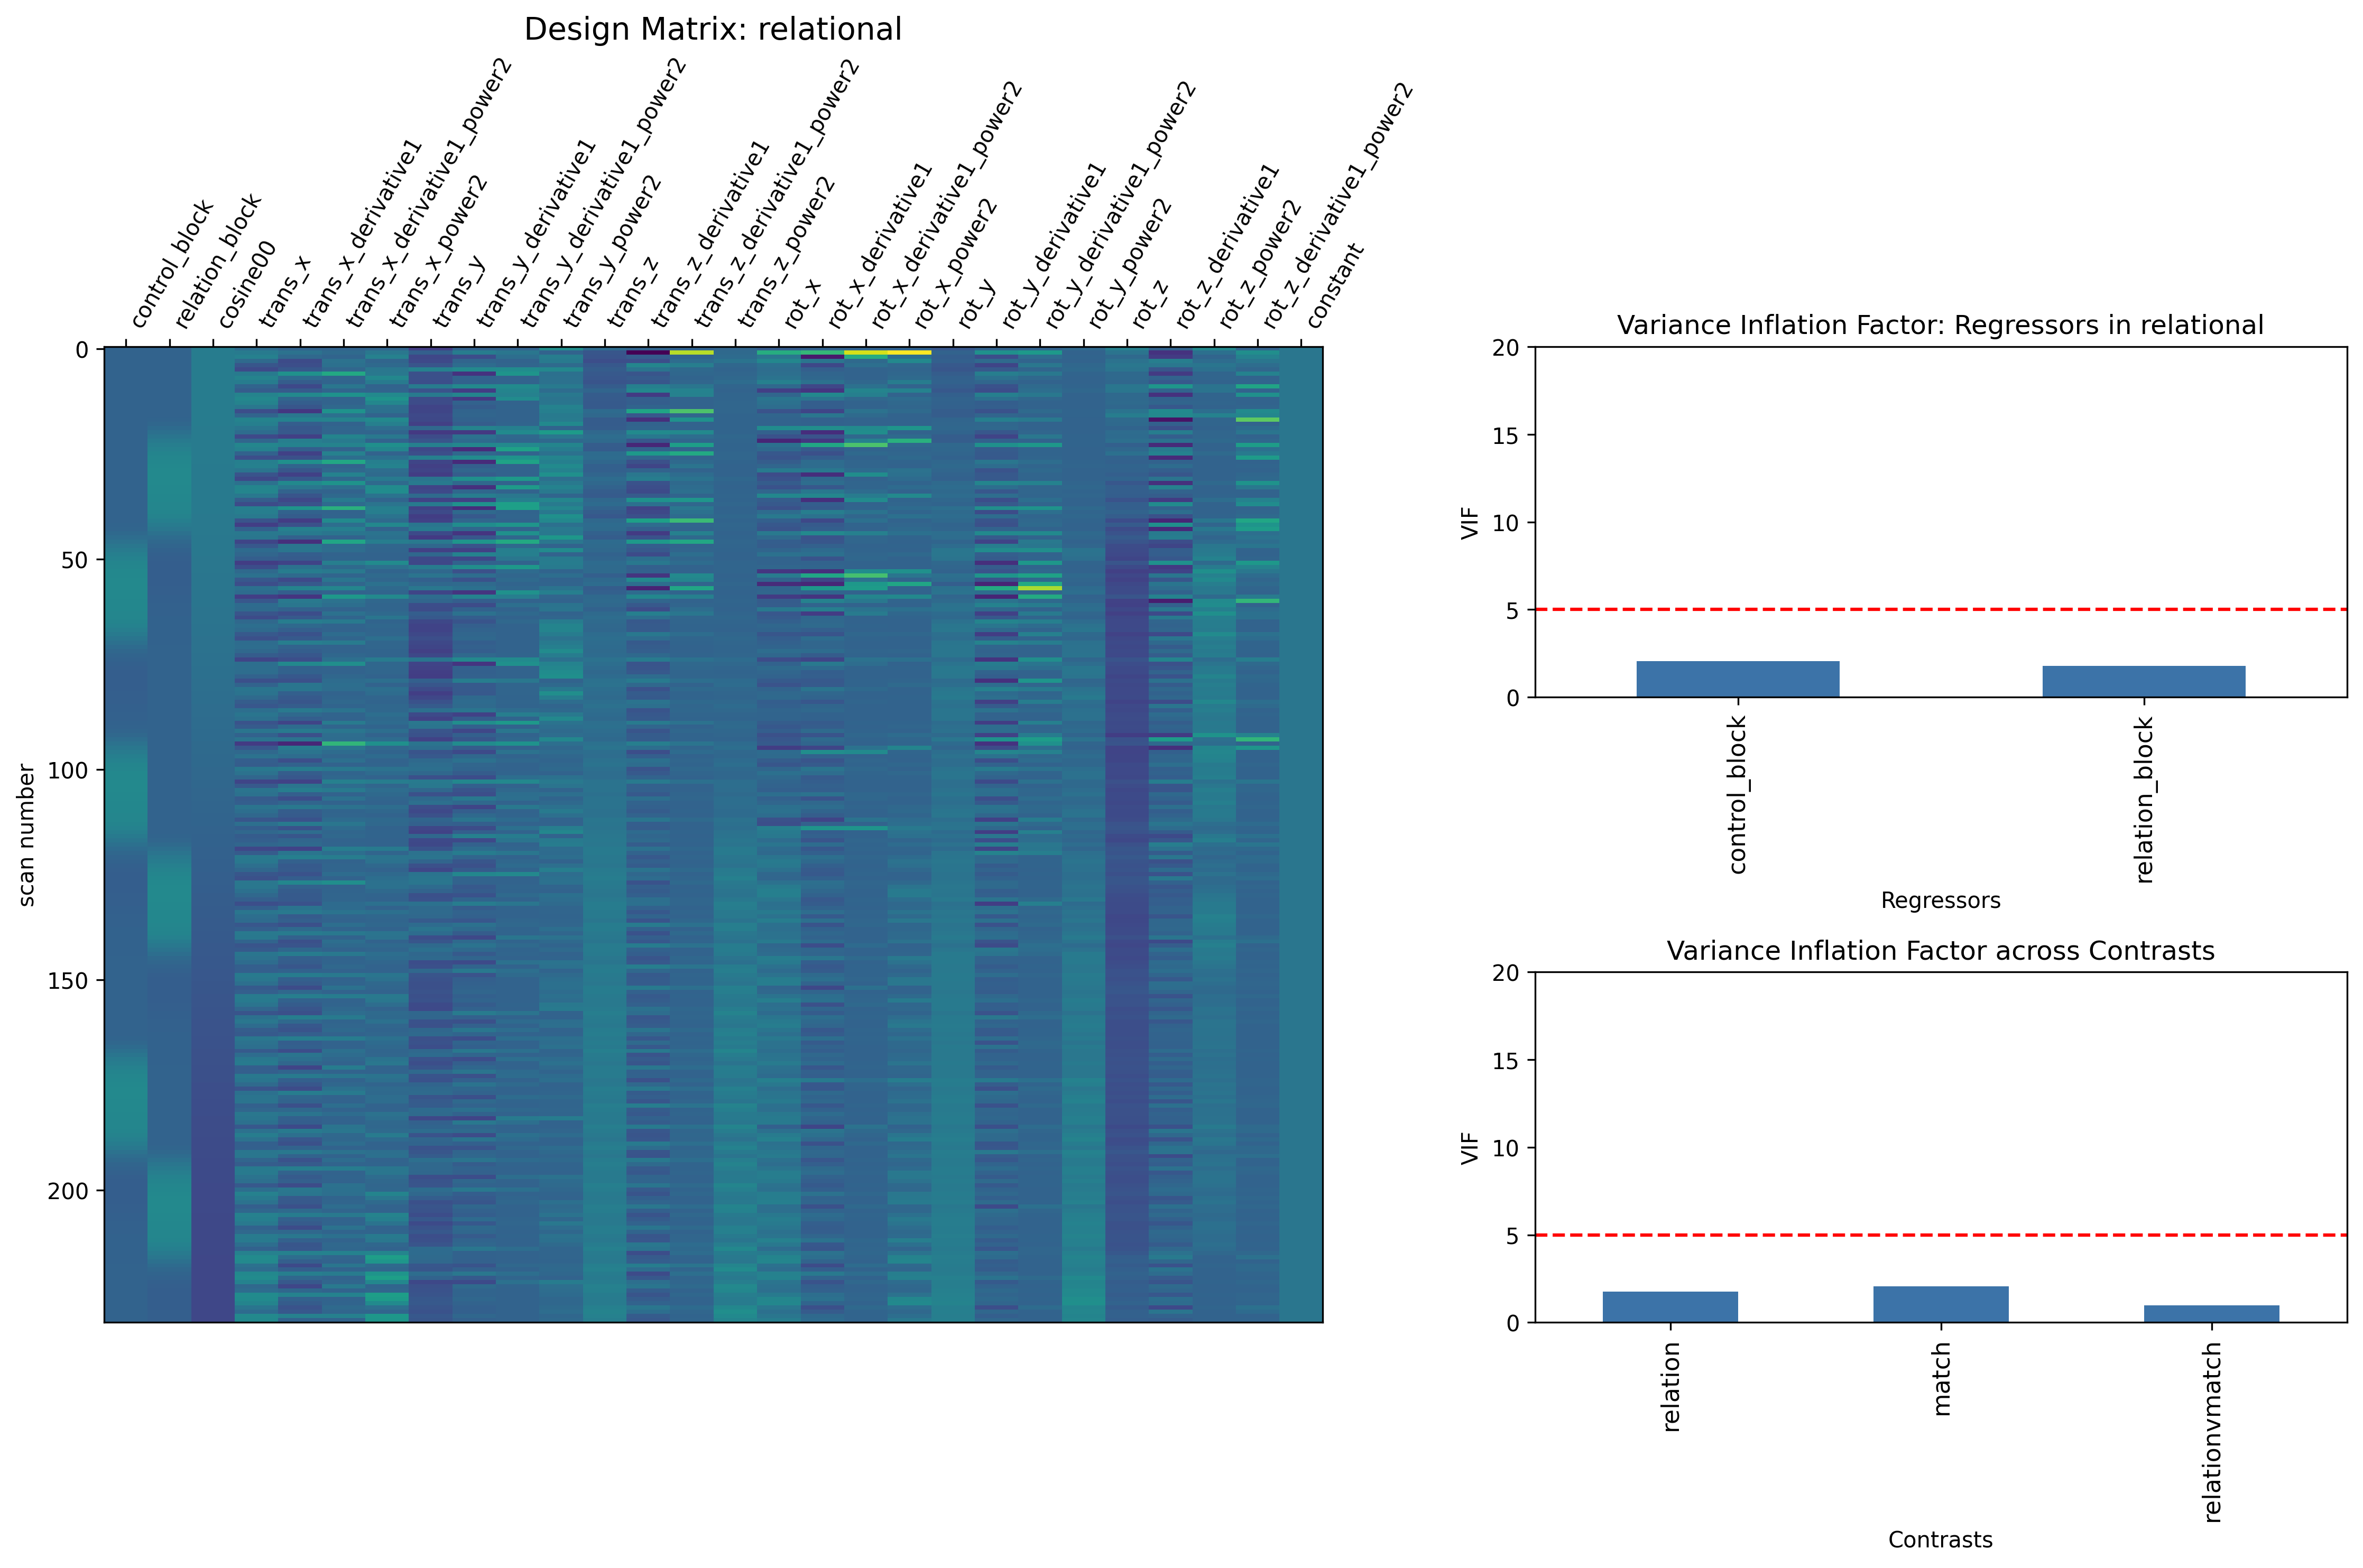 Design Matrix: relational
control_block
relation_block
cosine00
trans_x
trans_x_derivative1
trans_x_derivative1_power2
trans_x_power2
trans_y
trans_y_derivative1
trans_y_derivative1_power2
trans_y_power2
trans_z
trans_z_derivative1
trans_z_derivative1_power2
trans_z_power2
rot_x
rot_x_derivative1
rot_x_derivative1_power2
rot_x_power2
rot_y
rot_y_derivative1
rot_y_derivative1_power2
rot_y_power2
rot_z
rot_z_derivative1
rot_z_power2
rot_z_derivative1_power2
constant
scan number
0
50
100
150
200
Variance Inflation Factor: Regressors in relational
VIF
20
15
10
5
0
control_block
relation_block
Regressors
Variance Inflation Factor across Contrasts
VIF
20
15
10
5
0
relation
match
relationvmatch
Contrasts